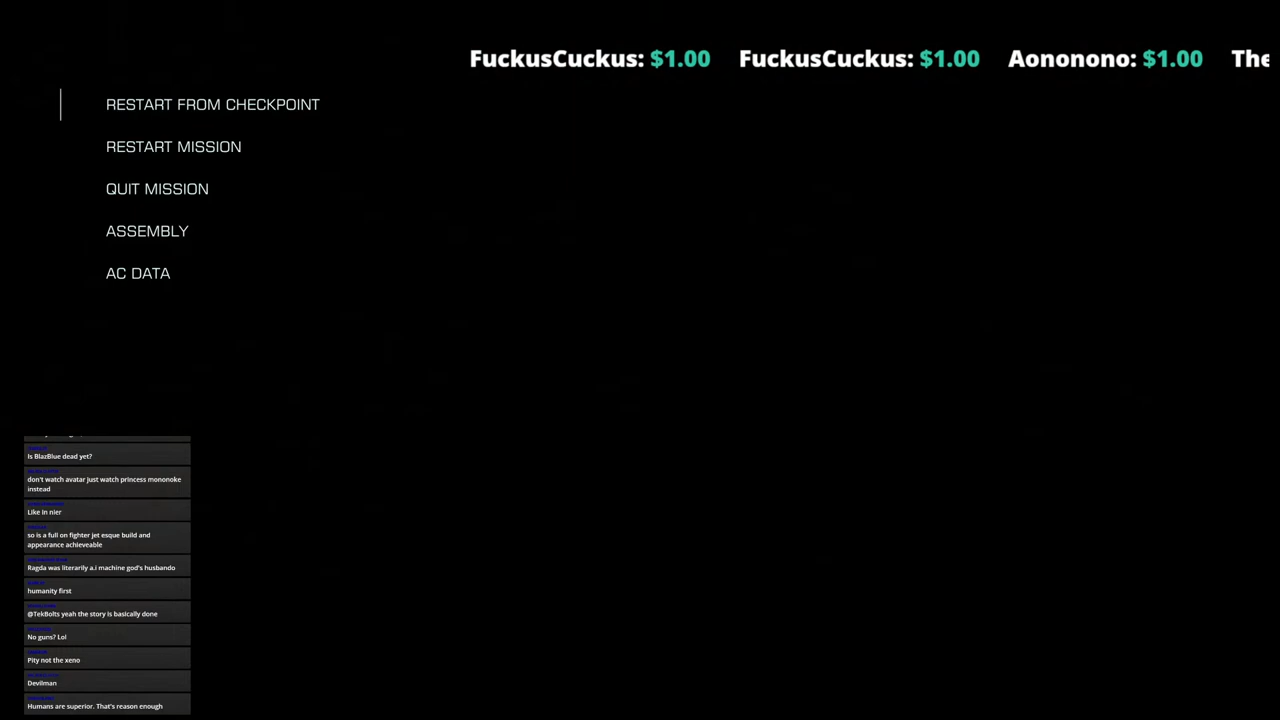 FuckusCuckus: $1.00 FuckusCuckus: $1.00 Aononono: $1.00 The
RESTART FROM CHECKPOINT
RESTART MISSION
QUIT MISSION
ASSEMBLY
AC DATA
Is BlazBlue dead yet?
don't watch avatar just watch princess mononoke
instead
Like in nier
so is a full on fighter jet esque build and
appearance achieveable
Ragda was literarily a.i machine god's husbando
humanity first
@TekBolts yeah the story is basically done
No guns? Lol
Pity not the xeno
Devilman
Humans are superior. That's reason enough